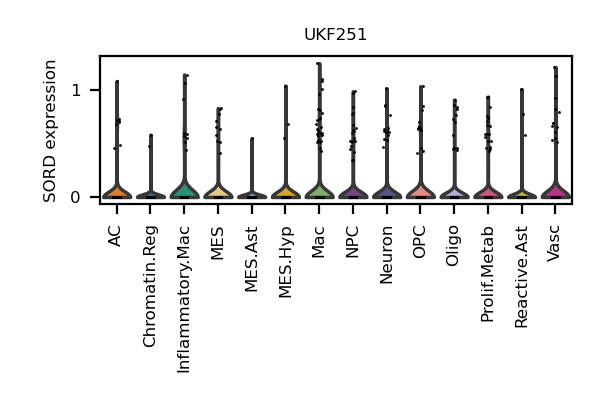 UKF251
SORD expression
1
0
AC
Chromatin.Reg
Inflammatory.Mac
MES
MES.Ast
MES.Hyp
Mac
NPC
Neuron
OPC
Oligo
Prolif.Metab
Reactive.Ast
Vasc